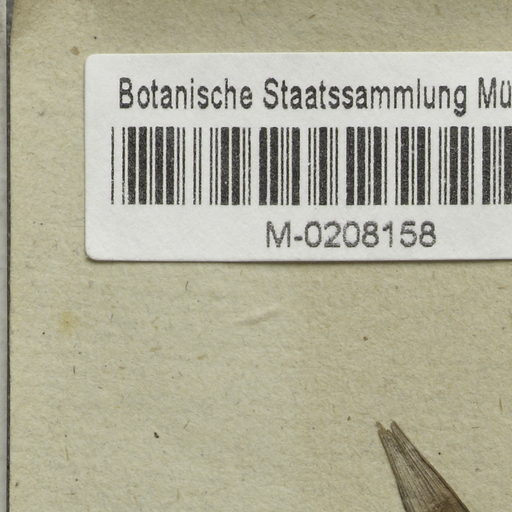 Botanische Staatssammlung Mü
M-0208158